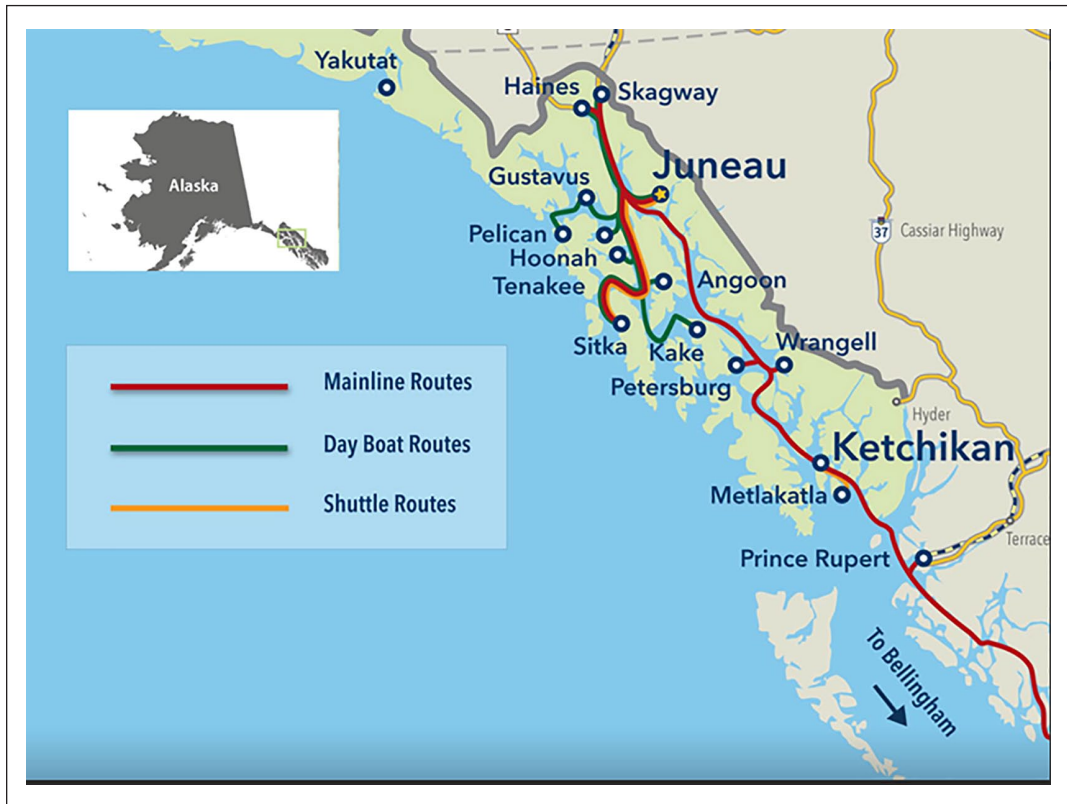 Yakutat
Haines
Skagway
Alaska
Juneau
Gustavus
37
Cassiar Highway
Pelican
Hoonah
Tenakee
Angoon
Sitka
Kake
Wrangell
Petersburg
Mainline Routes
Hyder
Day Boat Routes
Ketchikan
Metlakatla
Shuttle Routes
Terrace
Prince Rupert
To Bellingham